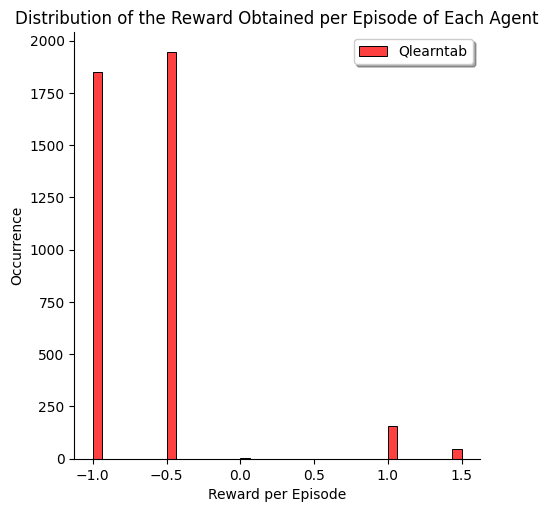 Distribution of the Reward Obtained per Episode of Each Agent
Qlearntab
2000
1750
1500
1250
1000
750
500
250
0
Occurrence
−1.0 −0.5 0.0 0.5 1.0 1.5
Reward per Episode